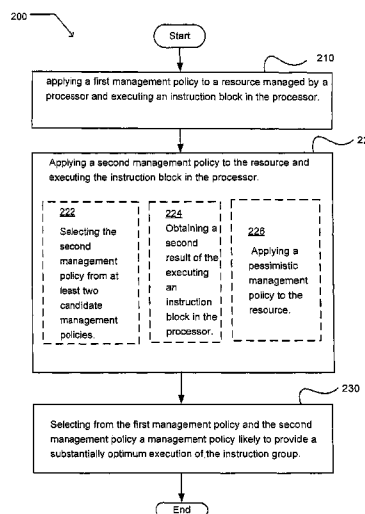 200
Start
210
applying a first management policy to a resource managed by a
processor and executing an instruction block in the processor.
22
Applying a second management policy to the resource and
executing the instruction block in the processor.
222
Selecting the
second
management
policy from at
least two
candidate
management
policies.
224
Obtaining a
second
result of the
executing
an
instruction
block in the
processor.
226
Applying a
pessimistic
management
policy to the
resource.
230
Selecting from the first management policy and the second
management policy a management policy likely to provide a
substantially optimum execution of the instruction group.
End